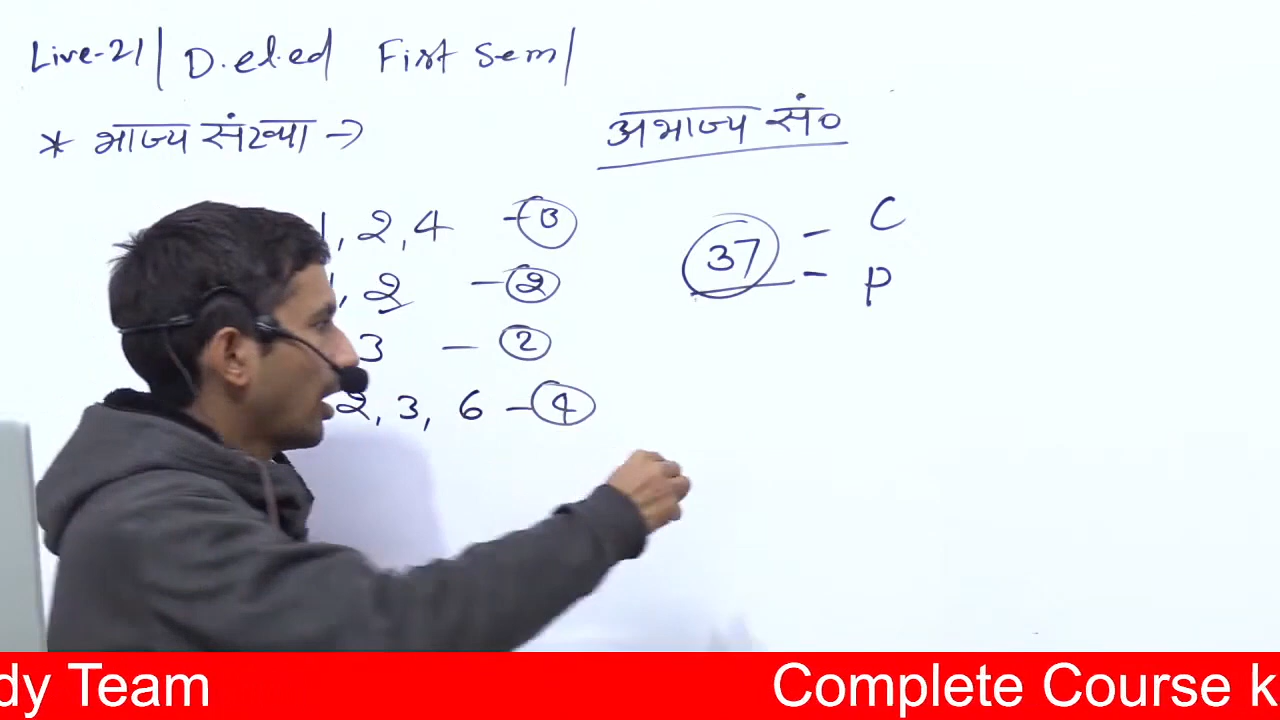 Live-21/ D.el.ed First Sem/
* भाज्य संख्या →
अभाज्य सं०
1, 2, 4 - 3
1, 2 - 2
3 - 2
2, 3, 6 - 4
37 - C
- P
dy Team
Complete Course k